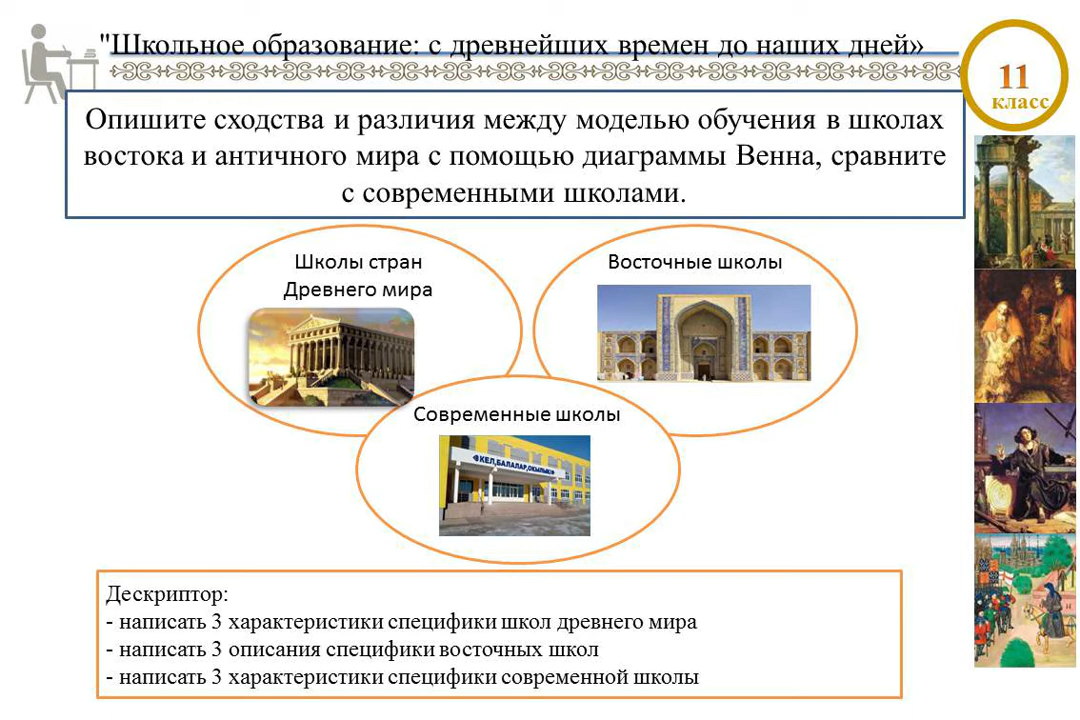 "Школьное образование: с древнейших времен до наших дней»
11
класс
Опишите сходства и различия между моделью обучения в школах
востока и античного мира с помощью диаграммы Венна, сравните
с современными школами.
Школы стран
Древнего мира
Восточные школы
Современные школы
«КЕЛ,БАЛАЛАР,ОҚЫЛЫҚ!»
Дескриптор:
- написать 3 характеристики специфики школ древнего мира
- написать 3 описания специфики восточных школ
- написать 3 характеристики специфики современной школы